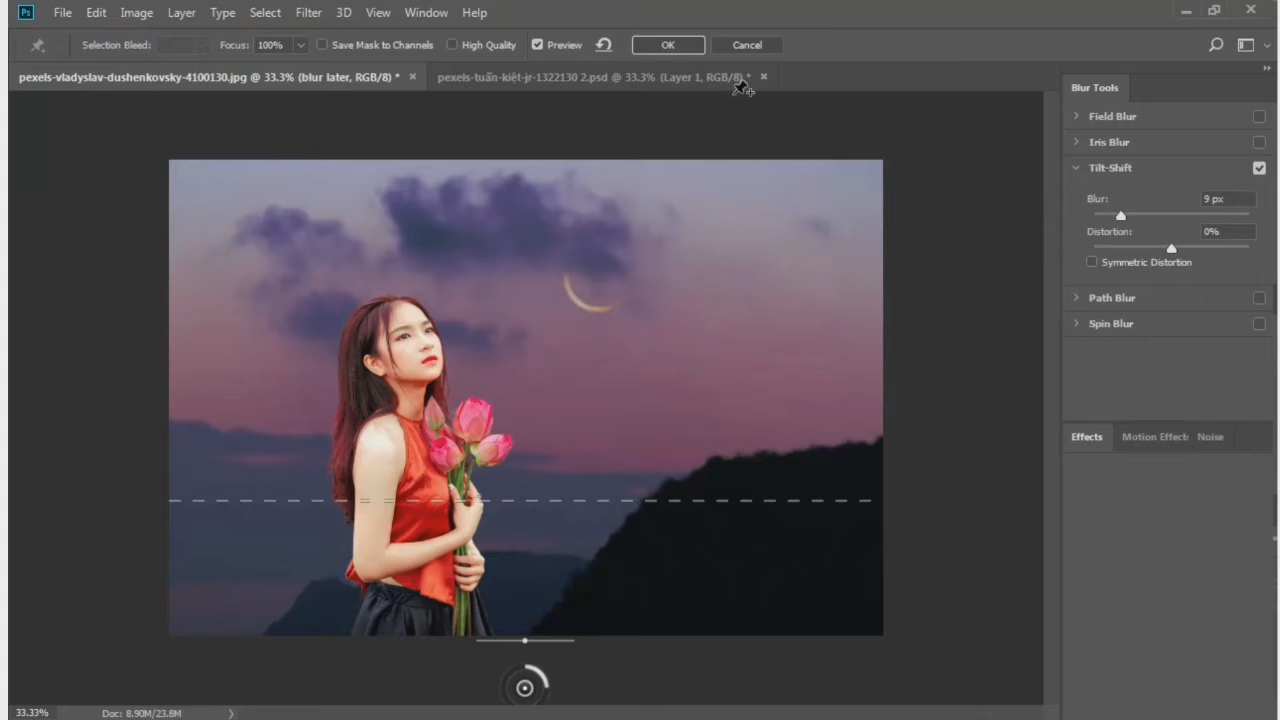 Ps File Edit Image Layer Type Select Filter 3D View Window Help
Selection Bleed: Focus: 100% Save Mask to Channels High Quality Preview OK Cancel
pexels-vladyslav-dushenkovsky-4100130.jpg @ 33.3% (blur later, RGB/8) * × pexels-tuấn-kiệt-jr-1322130 2.psd @ 33.3% (Layer 1, RGB/8) * ×
Blur Tools
Field Blur
Iris Blur
Tilt-Shift
Blur: 9 px
Distortion: 0%
Symmetric Distortion
Path Blur
Spin Blur
Effects Motion Effect: Noise
33.33% Doc: 8.90M/23.8M